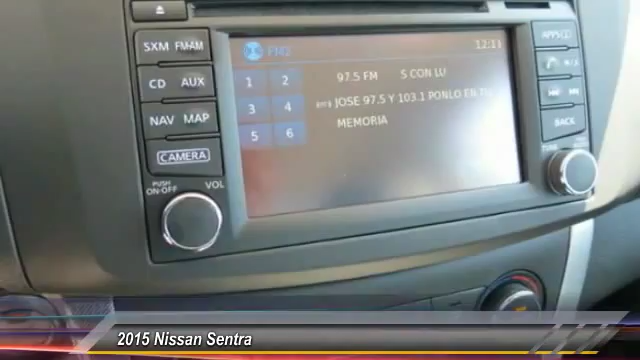 SXM FM·AM
CD AUX
NAV MAP
CAMERA
PUSH
ON·OFF
VOL
FM2
12:11
1 2
3 4
5 6
97.5 FM S CON LU
JOSE 97.5 Y 103.1 PONLO EN TU
MEMORIA
APPS
BACK
TUNE
2015 Nissan Sentra